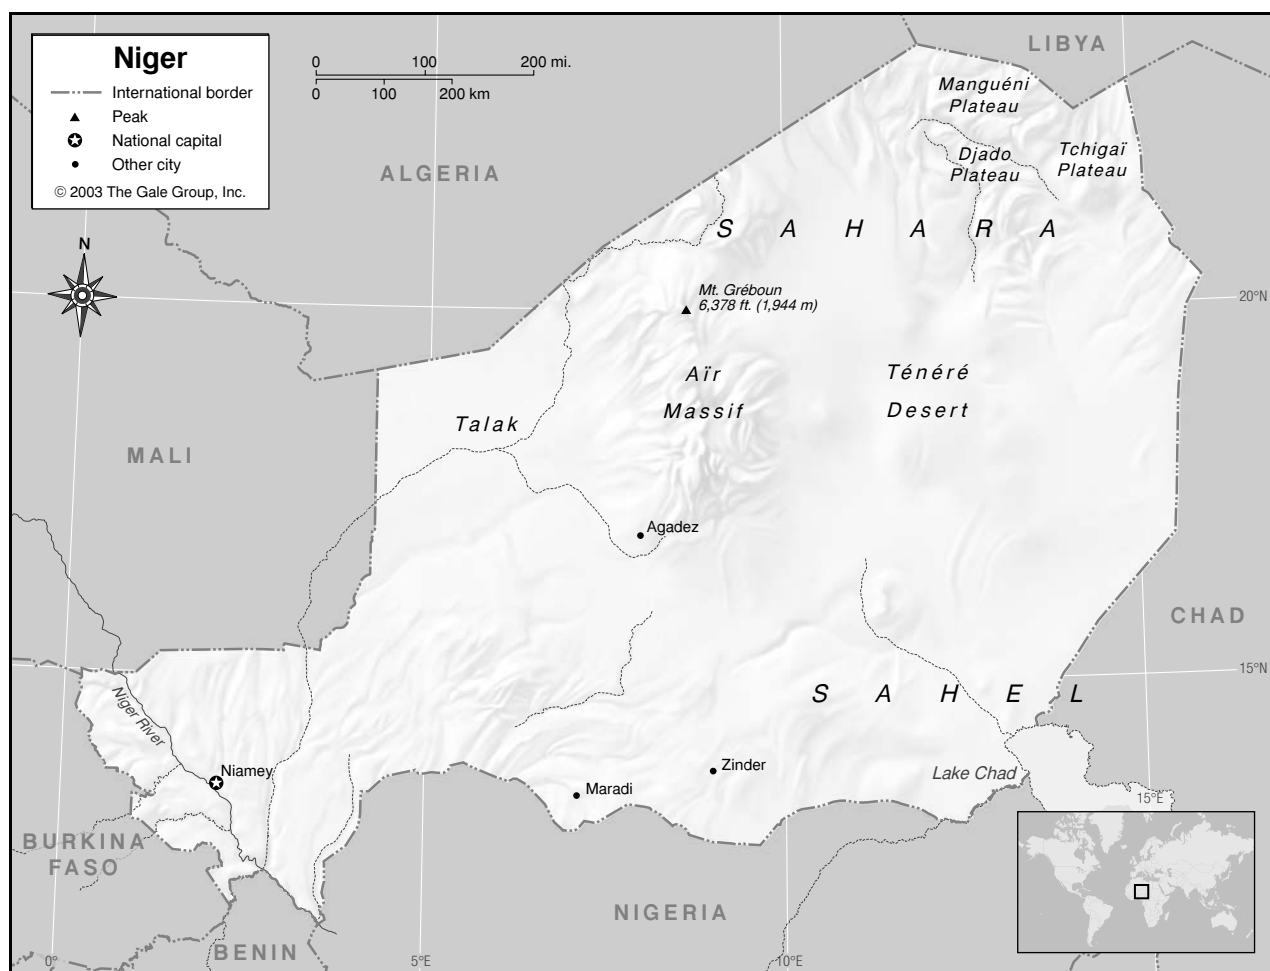 Niger
International border
Peak
National capital
Other city
© 2003 The Gale Group, Inc.
0 100 200 mi.
0 100 200 km
N
LIBYA
ALGERIA
MALI
CHAD
NIGERIA
BENIN
BURKINA
FASO
Manguéni
Plateau
Djado
Plateau
Tchigaï
Plateau
SAHARA
Mt. Gréboun
6,378 ft. (1,944 m)
Aïr
Massif
Ténéré
Desert
Talak
Agadez
SAHEL
Niger River
Niamey
Maradi
Zinder
Lake Chad
20°N
15°N
15°E
0°
5°E
10°E